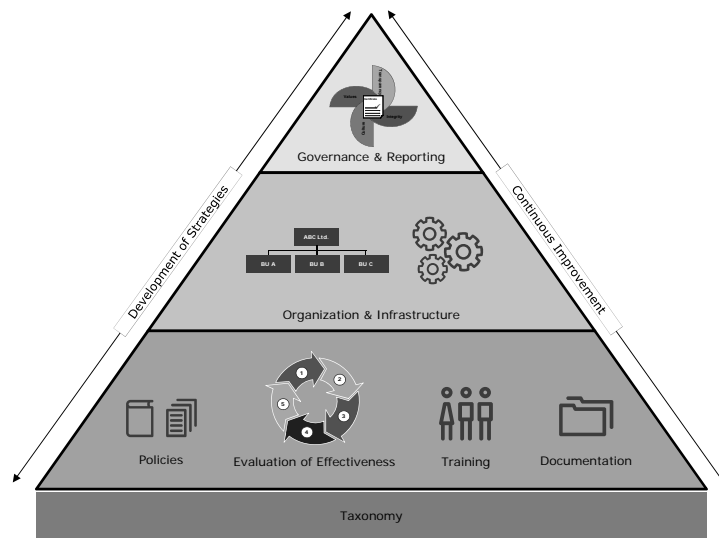 Integrity
Governance & Reporting
Development of Strategies
Continuous Improvement
ABC Ltd.
BU A
BU B
BU C
Organization & Infrastructure
1
2
3
4
5
Policies
Evaluation of Effectiveness
Training
Documentation
Taxonomy